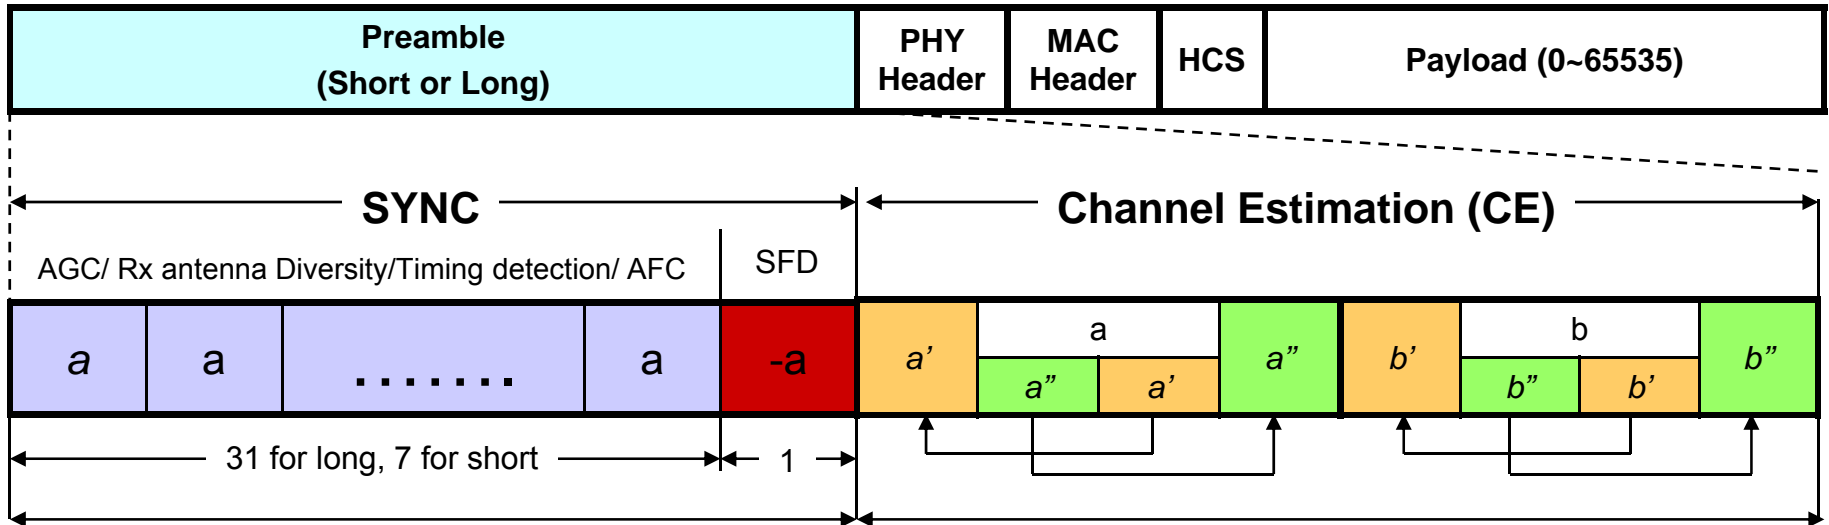 Preamble
(Short or Long)
PHY
Header
MAC
Header
HCS
Payload (0~65535)
SYNC
Channel Estimation (CE)
AGC/ Rx antenna Diversity/Timing detection/ AFC
SFD
a
a
.......
a
-a
a’
a
a”
a’
a”
b’
b
b”
b’
b”
31 for long, 7 for short
1